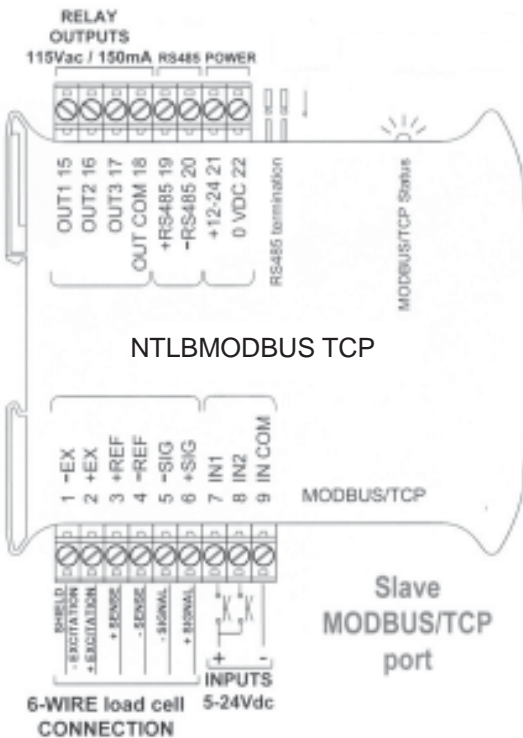 RELAY
OUTPUTS
115Vac / 150mA RS485 POWER
OUT1 15
OUT2 16
OUT3 17
OUT COM 18
+RS485 19
-RS485 20
+12-24 21
0 VDC 22
RS485 termination
MODBUS/TCP Status
NTLBMODBUS TCP
1 -EX
2 +EX
3 +REF
4 -REF
5 -SIG
6 +SIG
7 IN1
8 IN2
9 IN COM
MODBUS/TCP
SHIELD
- EXCITATION
+ EXCITATION
+ SENSE
- SENSE
- SIGNAL
+ SIGNAL
+ -
INPUTS
5-24Vdc
6-WIRE load cell
CONNECTION
Slave
MODBUS/TCP
port